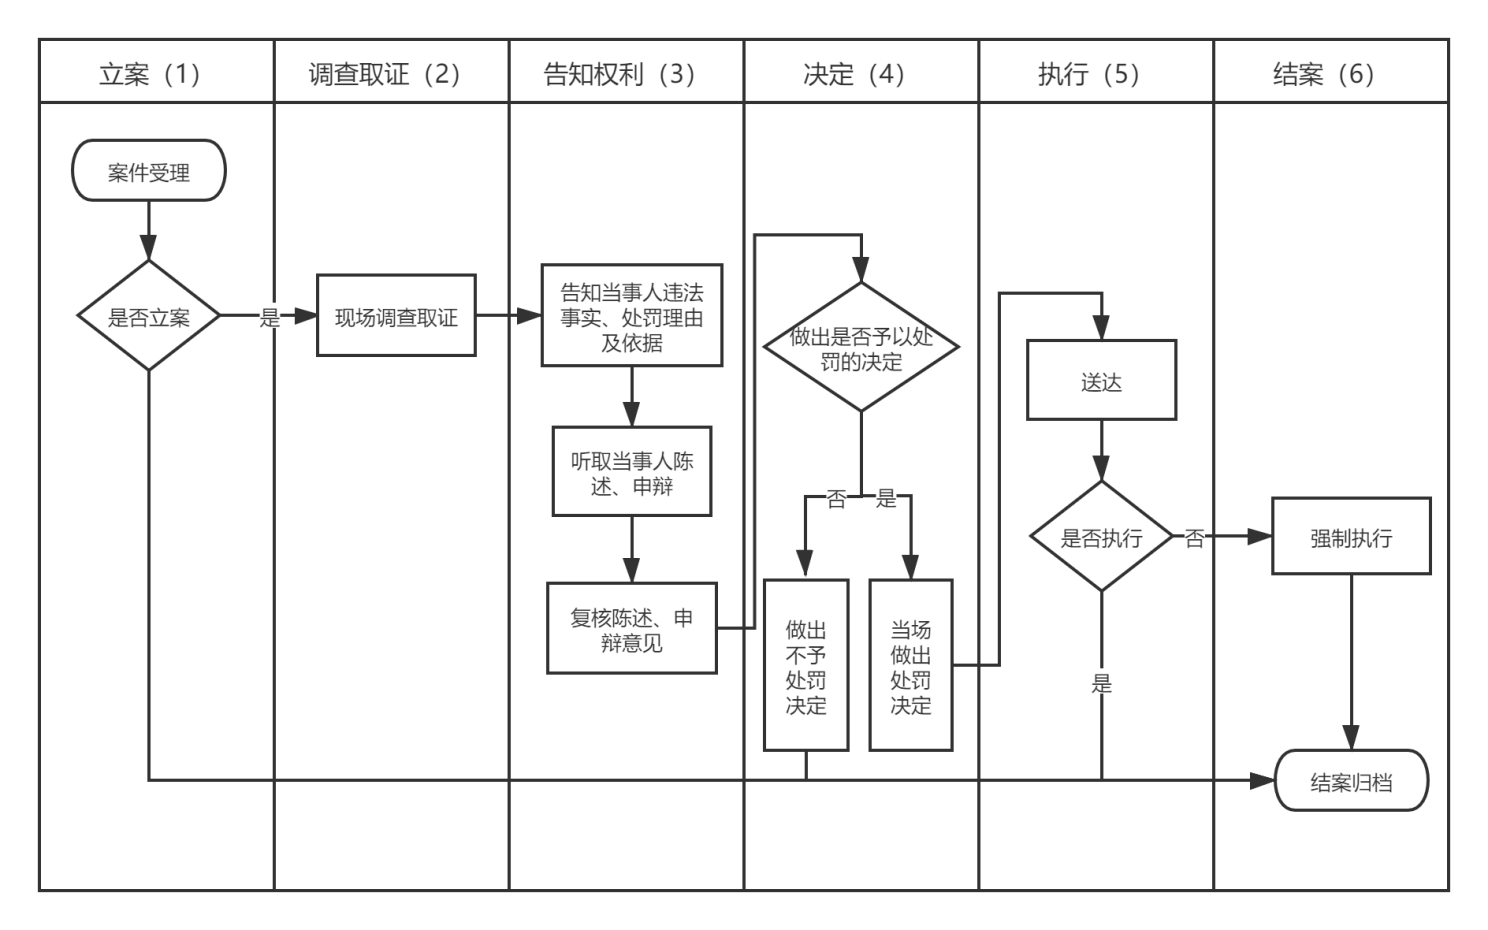 立案（1）
调查取证（2）
告知权利（3）
决定（4）
执行（5）
结案（6）
案件受理
是否立案
是
现场调查取证
告知当事人违法
事实、处罚理由
及依据
听取当事人陈
述、申辩
复核陈述、申
辩意见
做出是否予以处
罚的决定
否
是
做出
不予
处罚
决定
当场
做出
处罚
决定
送达
是否执行
否
是
强制执行
结案归档